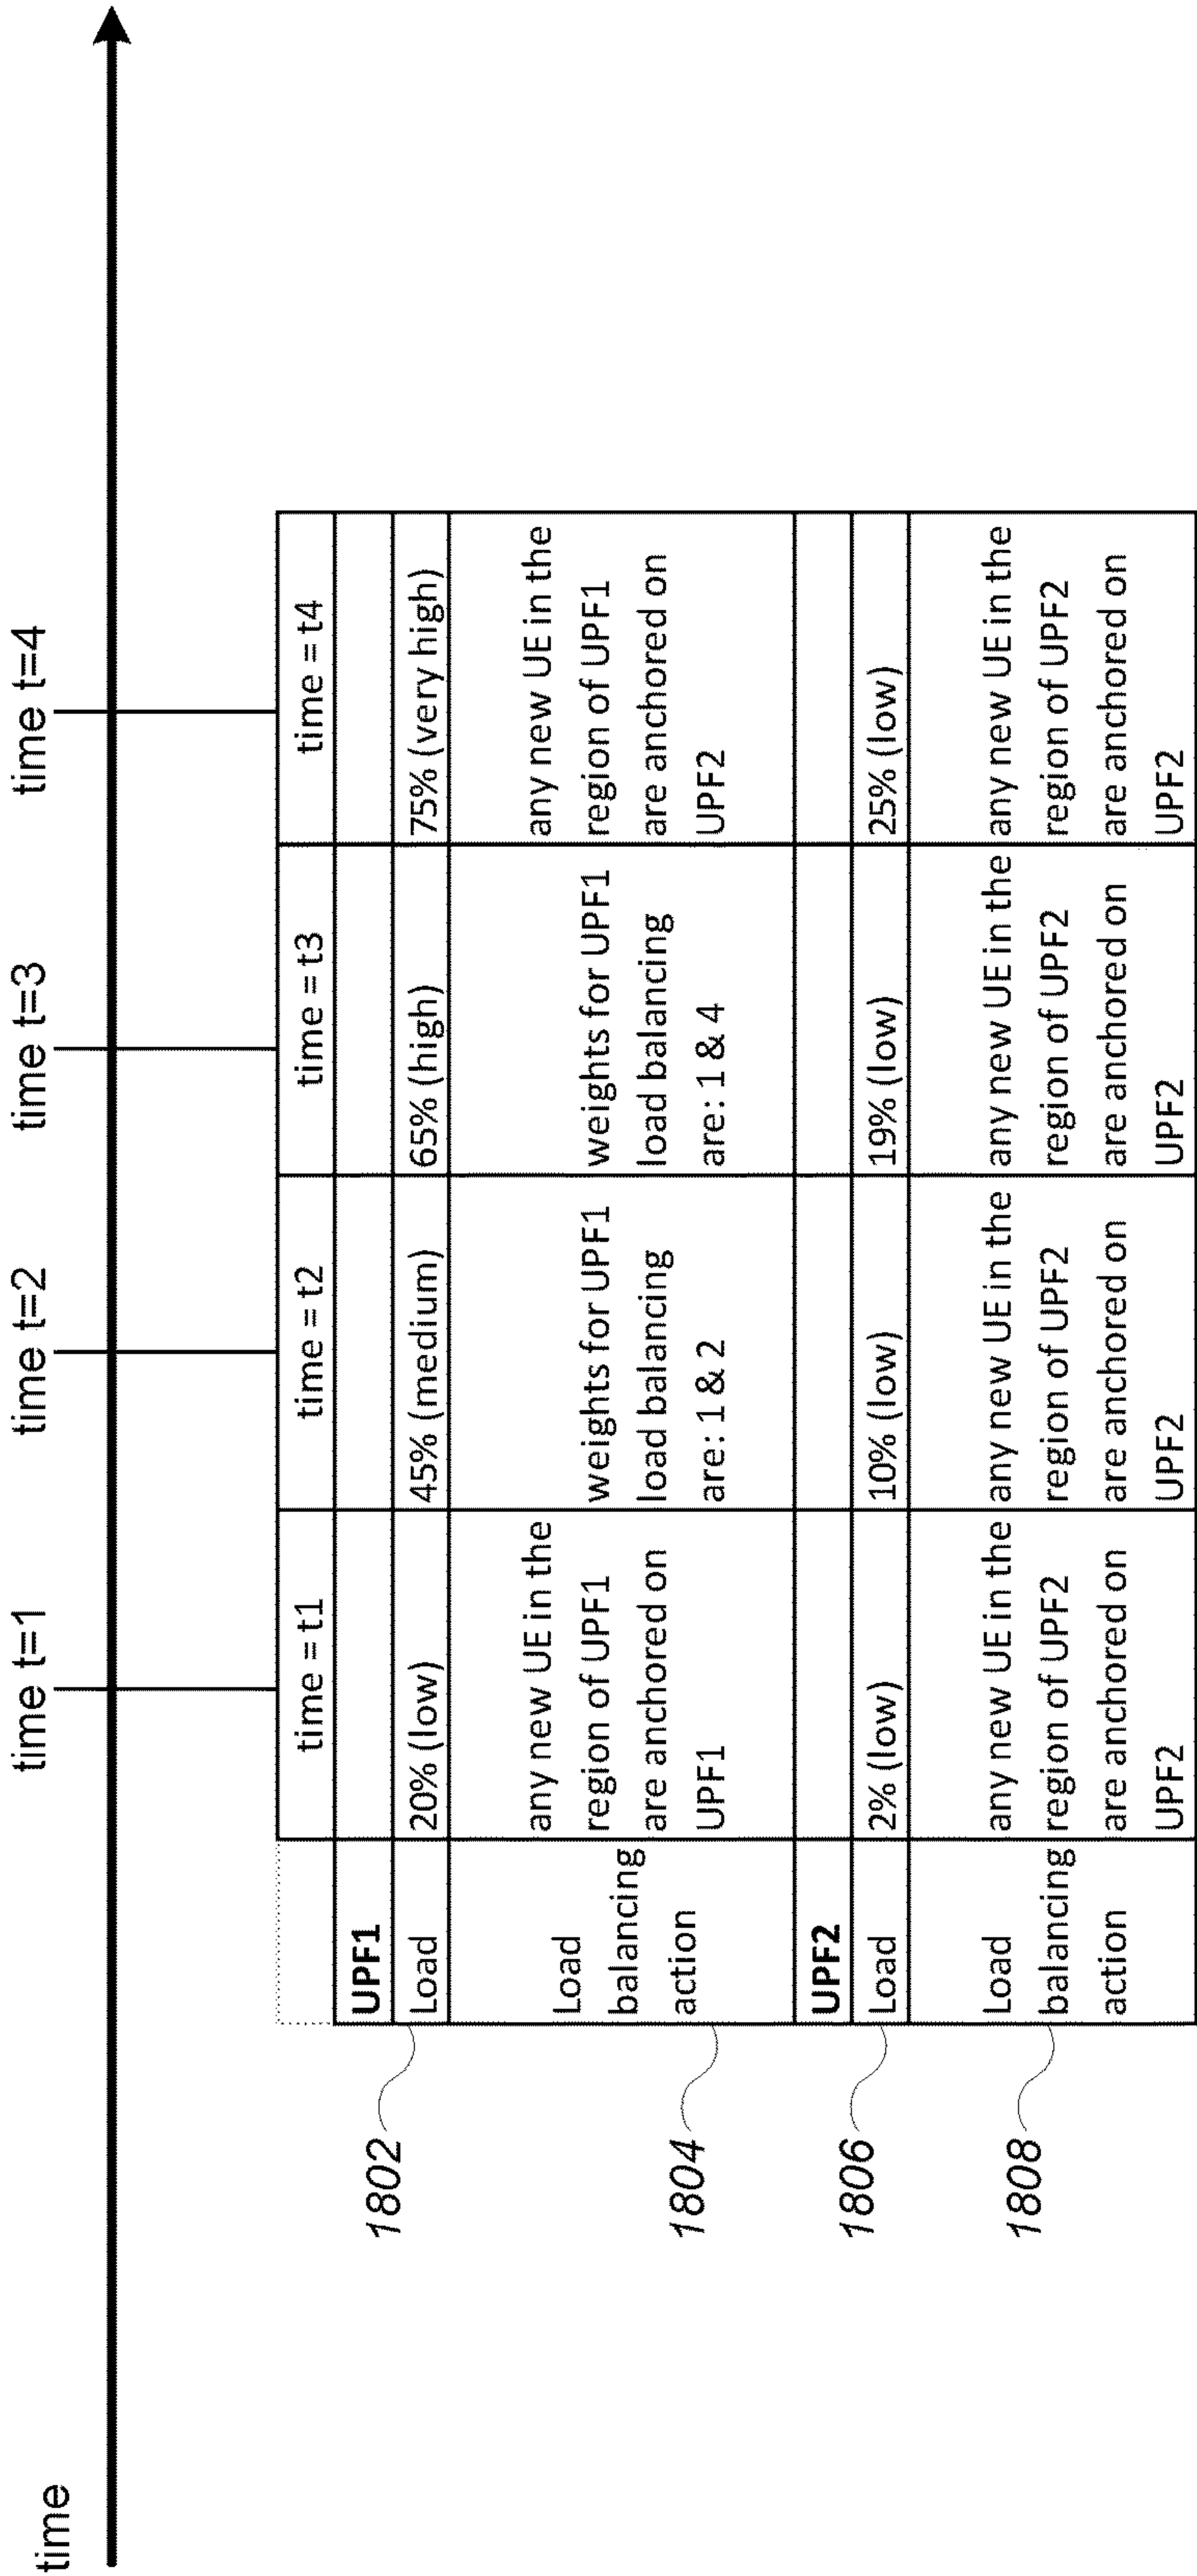 time
time t=1
time t=2
time t=3
time t=4
time = t1
time = t2
time = t3
time = t4
UPF1
1802
Load
20% (low)
45% (medium)
65% (high)
75% (very high)
1804
Load
balancing
action
any new UE in the
region of UPF1
are anchored on
UPF1
weights for UPF1
load balancing
are: 1 & 2
weights for UPF1
load balancing
are: 1 & 4
any new UE in the
region of UPF1
are anchored on
UPF2
UPF2
1806
Load
2% (low)
10% (low)
19% (low)
25% (low)
1808
Load
balancing
action
any new UE in the
region of UPF2
are anchored on
UPF2
any new UE in the
region of UPF2
are anchored on
UPF2
any new UE in the
region of UPF2
are anchored on
UPF2
any new UE in the
region of UPF2
are anchored on
UPF2